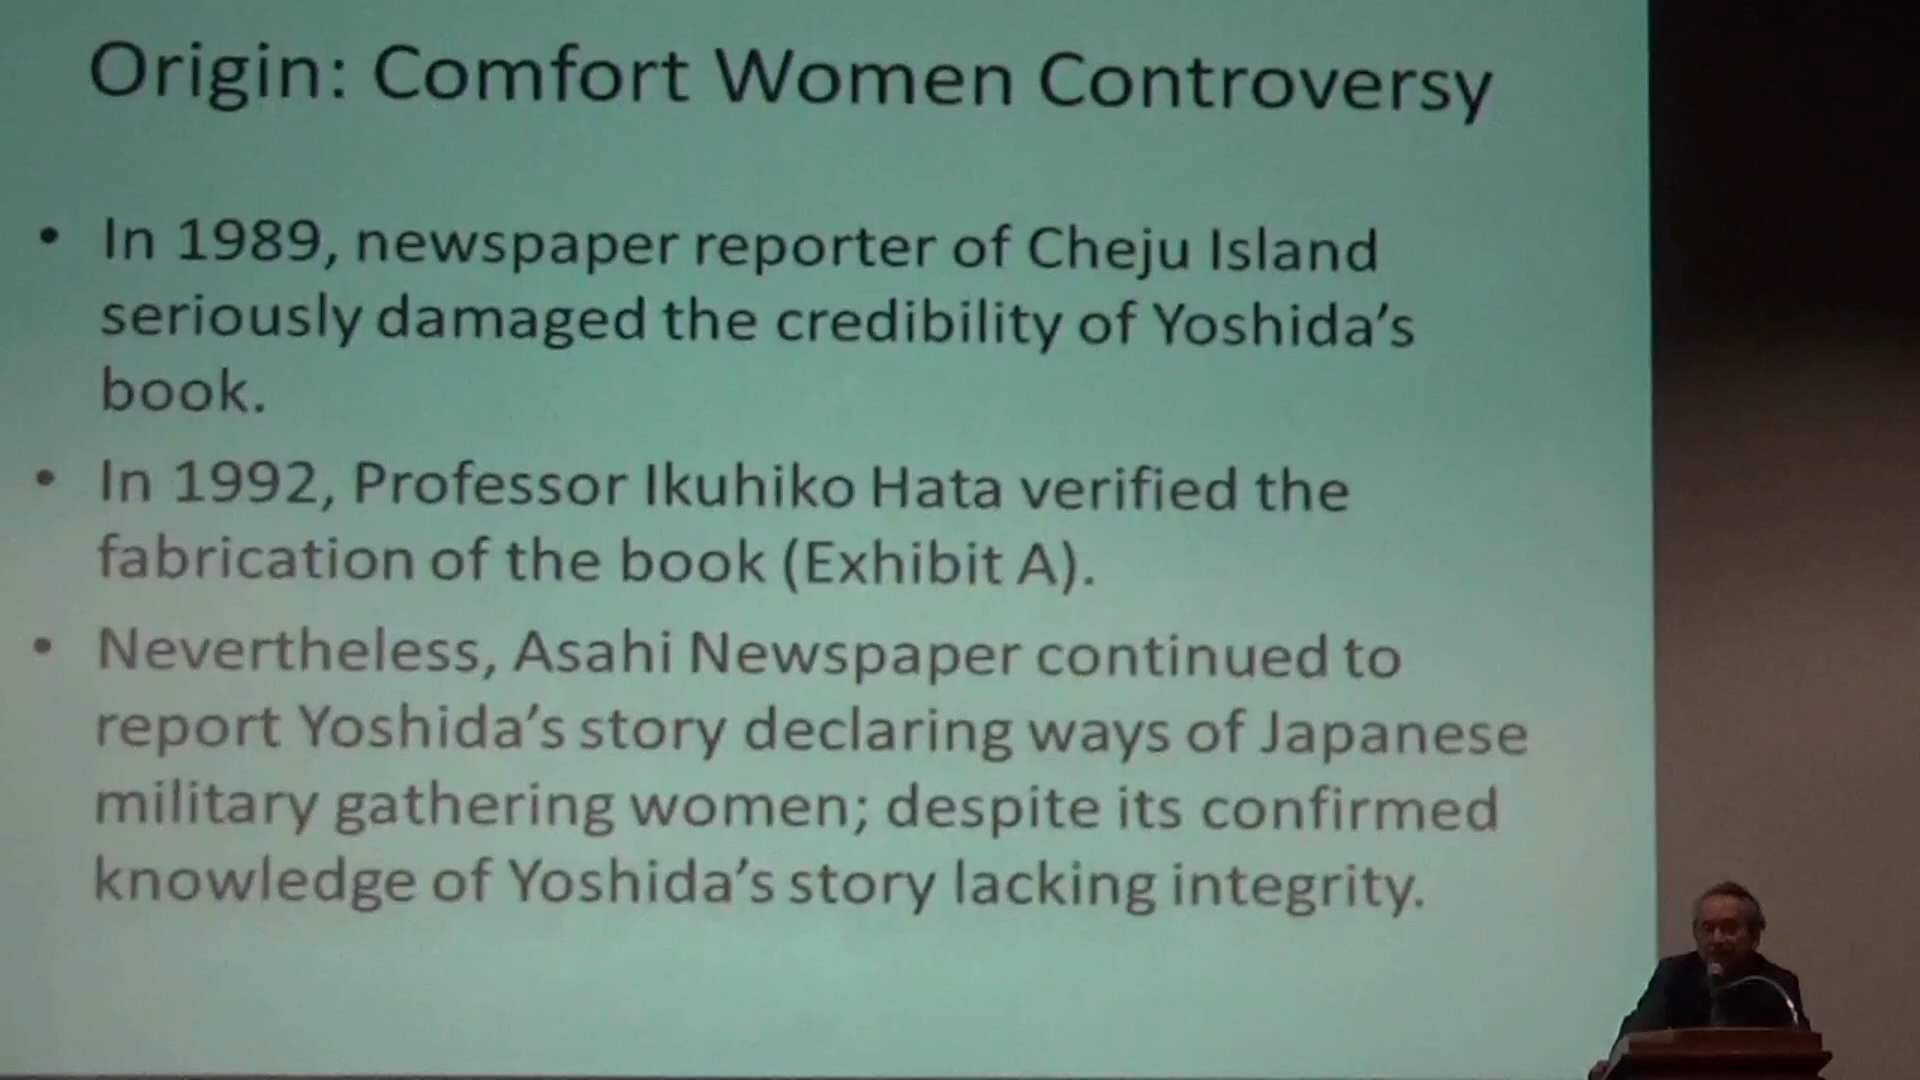 Origin: Comfort Women Controversy
• In 1989, newspaper reporter of Cheju Island
seriously damaged the credibility of Yoshida's
book.
• In 1992, Professor Ikuhiko Hata verified the
fabrication of the book (Exhibit A).
• Nevertheless, Asahi Newspaper continued to
report Yoshida's story declaring ways of Japanese
military gathering women; despite its confirmed
knowledge of Yoshida's story lacking integrity.